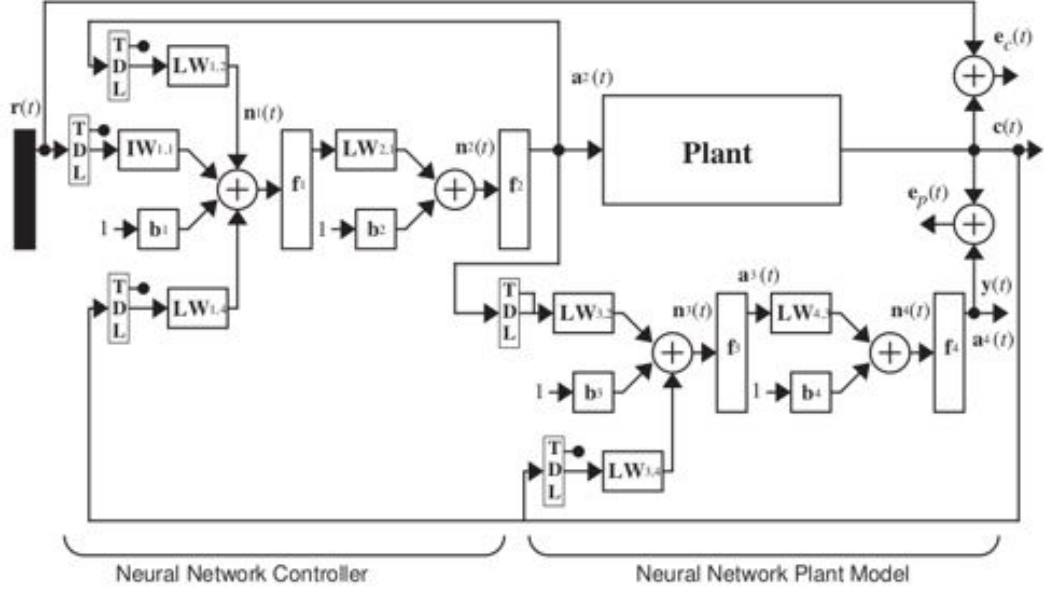 e c (t)
T D L
LW1,2
a2 (t)
r(t)
n1(t)
c(t)
T D L
IW1,1
LW2,1
n2(t)
Plant
f1
f2
1
b1
1
b2
e p (t)
T D L
LW1,4
a3 (t)
y(t)
T D L
LW3,2
n3(t)
LW4,3
n4(t)
a4 (t)
f3
f4
1
b3
1
b4
T D L
LW3,4
Neural Network Controller
Neural Network Plant Model